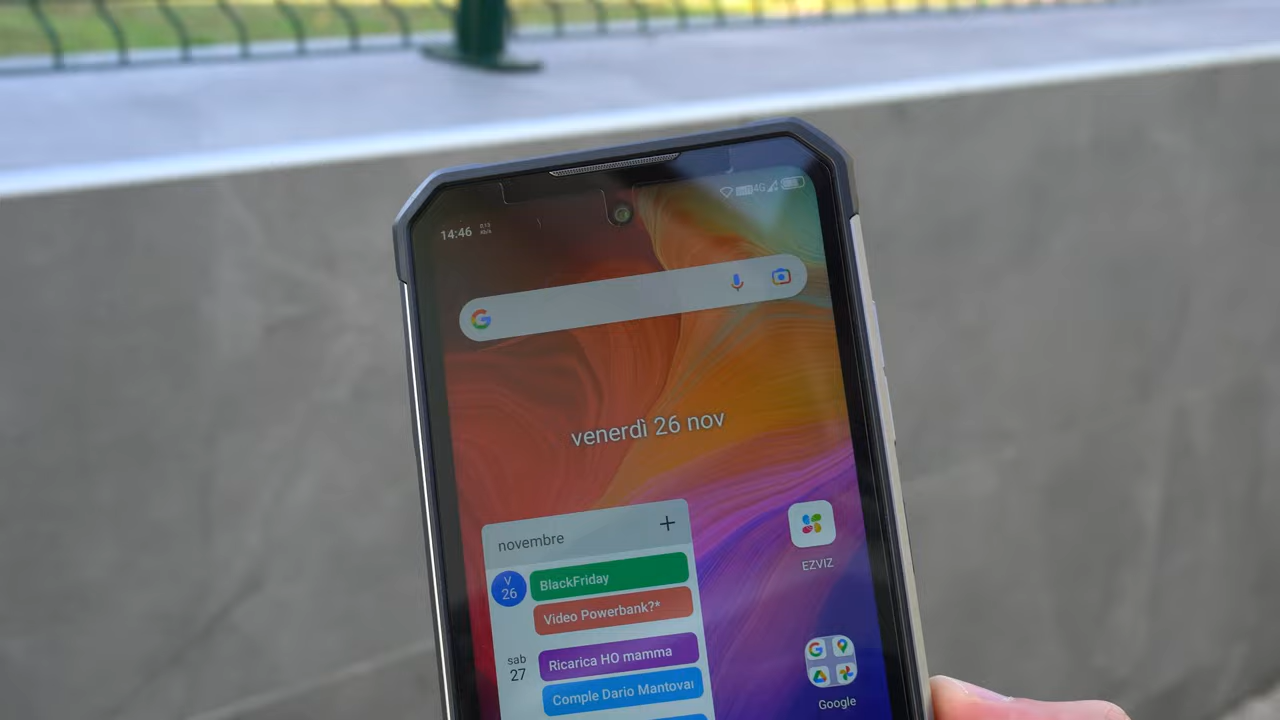 14:46
4G
venerdì 26 nov
novembre
V
26
BlackFriday
Video Powerbank?*
sab
27
Ricarica HO mamma
Comple Dario Mantova
EZVIZ
Google